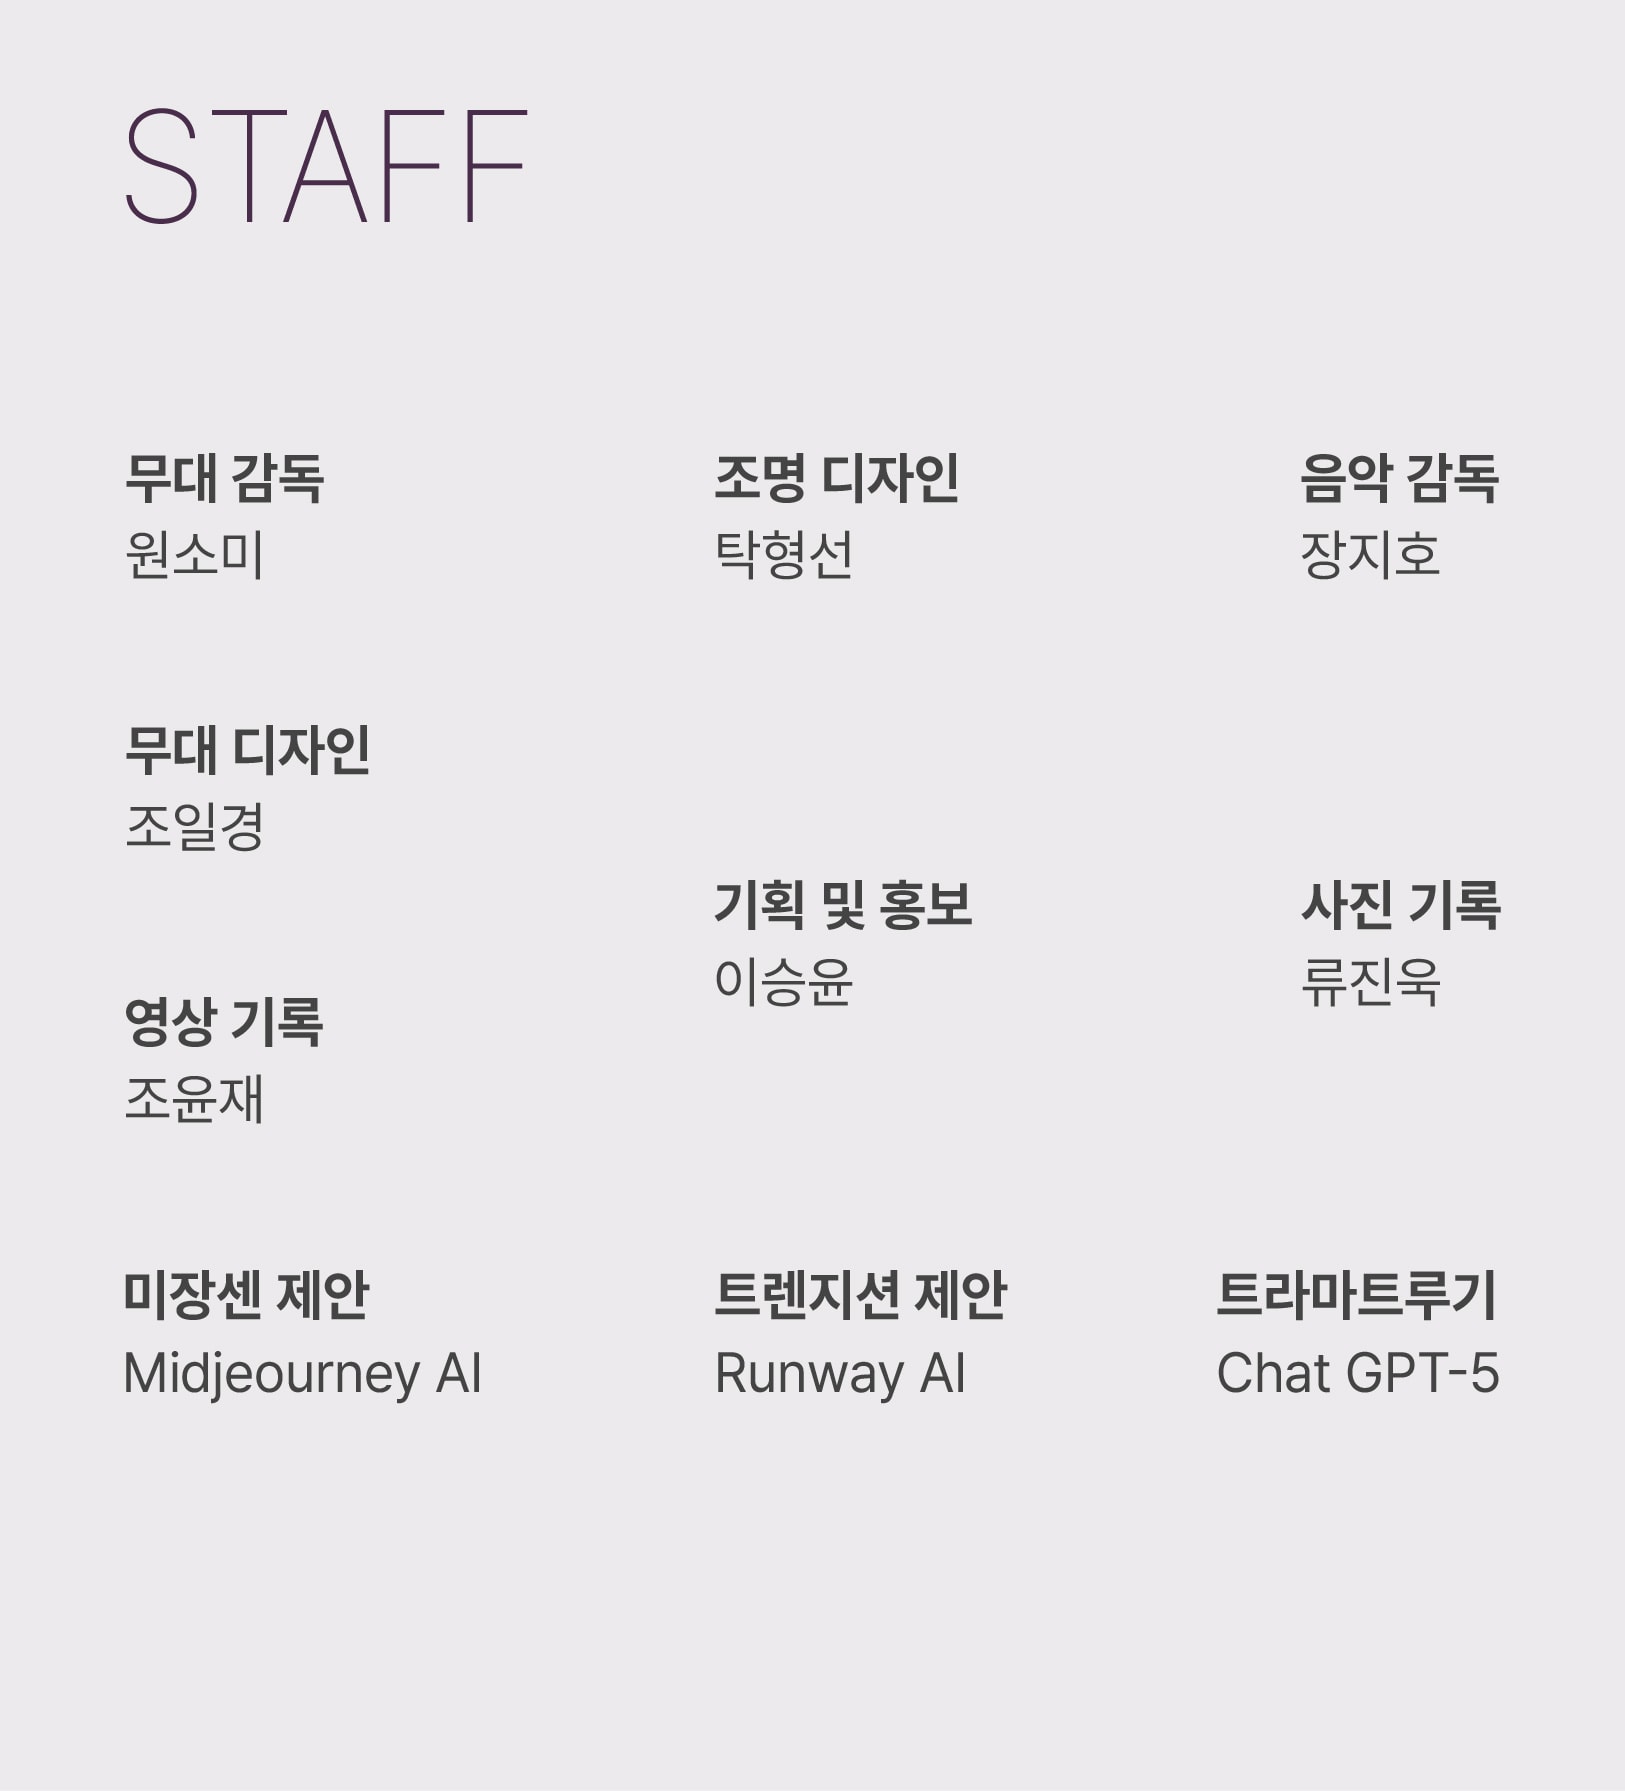 STAFF
무대 감독
원소미
조명 디자인
탁형선
음악 감독
장지호
무대 디자인
조일경
기획 및 홍보
이승윤
사진 기록
류진욱
영상 기록
조윤재
미장센 제안
Midjeourney AI
트렌지션 제안
Runway AI
트라마트루기
Chat GPT-5